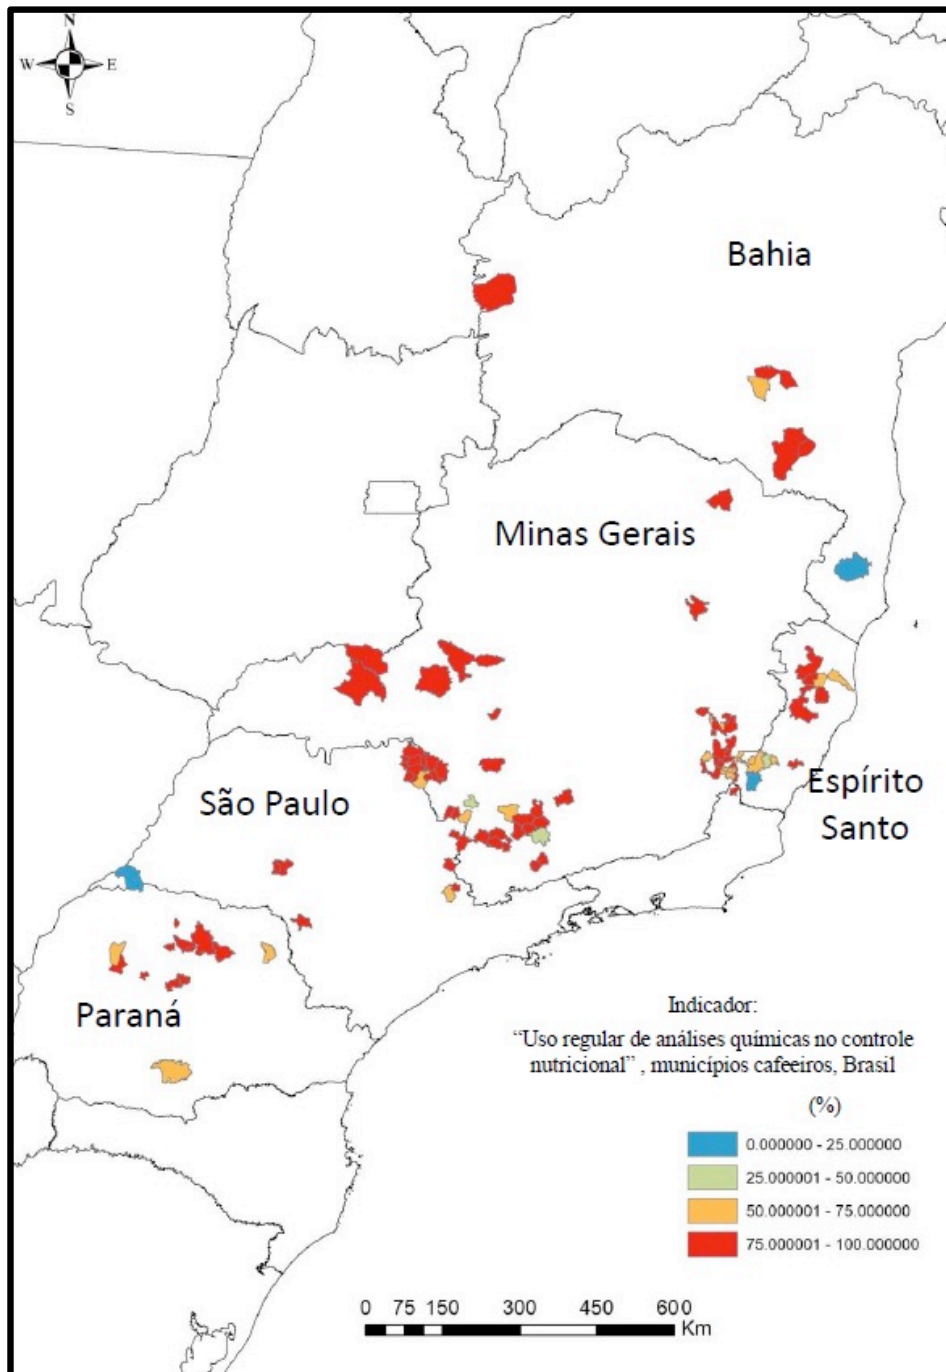 N
W E
S
Bahia
Minas Gerais
Espírito
Santo
São Paulo
Paraná
Indicador:
“Uso regular de análises químicas no controle
nutricional” , municípios cafeeiros, Brasil
(%)
0.000000 - 25.000000
25.000001 - 50.000000
50.000001 - 75.000000
75.000001 - 100.000000
0 75 150 300 450 600
Km